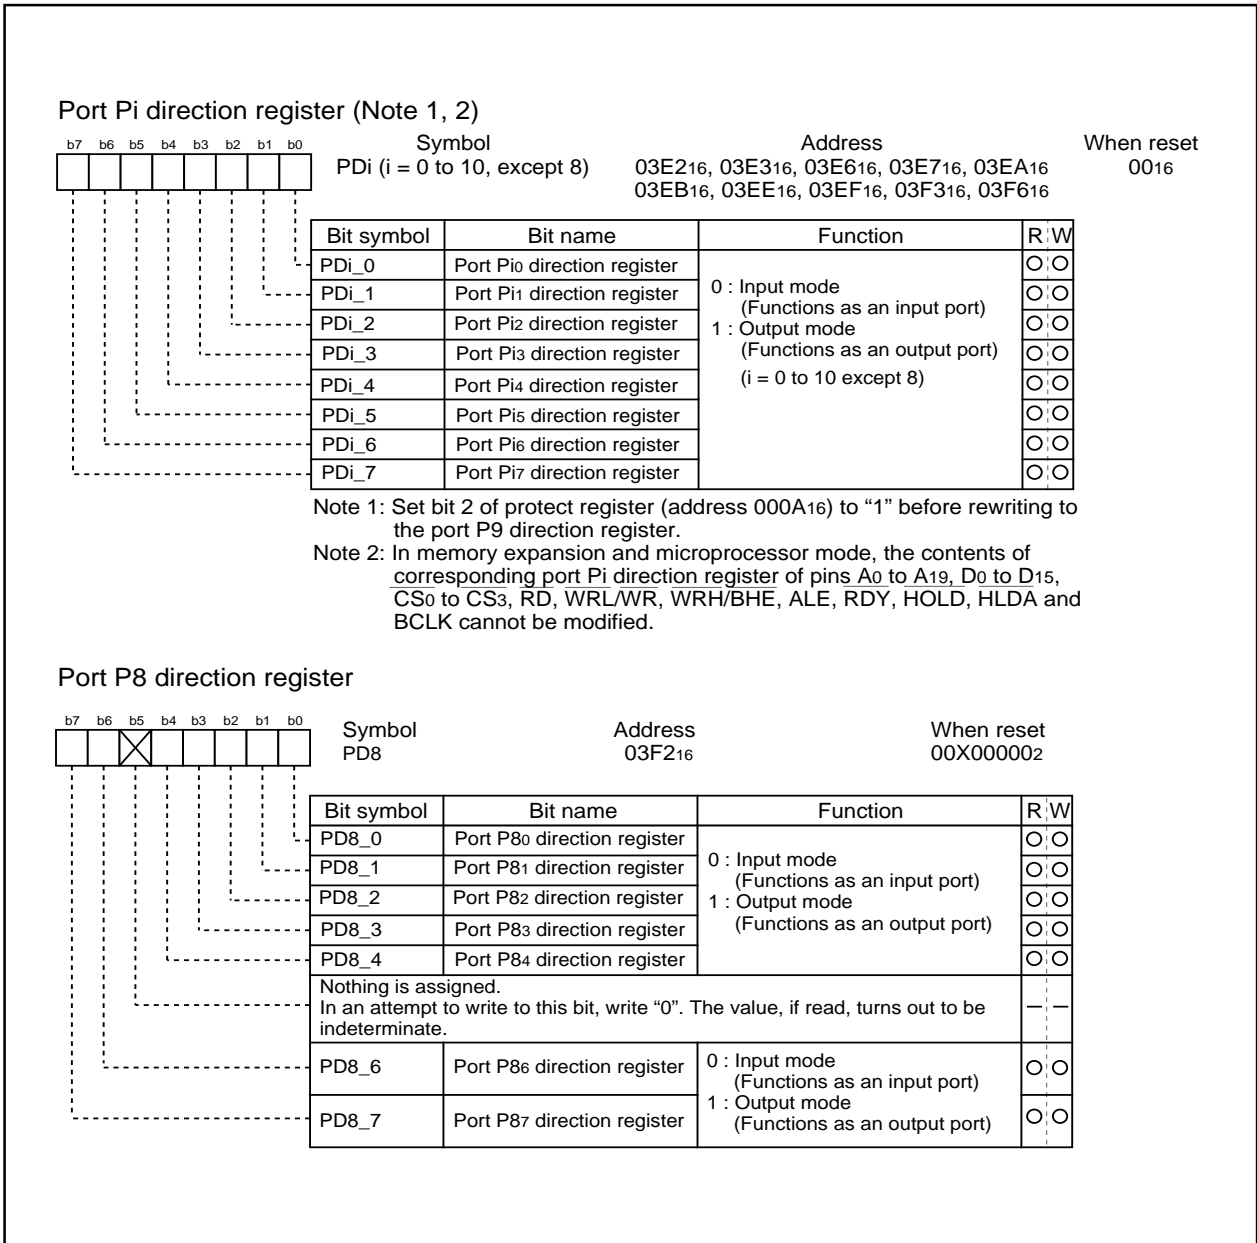 Port Pi direction register (Note 1, 2)
b7 b6 b5 b4 b3 b2 b1 b0
Symbol Address When reset
PDi (i = 0 to 10, except 8) 03E216, 03E316, 03E616, 03E716, 03EA16 0016
03EB16, 03EE16, 03EF16, 03F316, 03F616
Bit symbol Bit name Function R W
PDi_0 Port Pi0 direction register
PDi_1 Port Pi1 direction register
PDi_2 Port Pi2 direction register
PDi_3 Port Pi3 direction register
PDi_4 Port Pi4 direction register
PDi_5 Port Pi5 direction register
PDi_6 Port Pi6 direction register
PDi_7 Port Pi7 direction register
0 : Input mode
(Functions as an input port)
1 : Output mode
(Functions as an output port)
(i = 0 to 10 except 8)
Note 1: Set bit 2 of protect register (address 000A16) to “1” before rewriting to
the port P9 direction register.
Note 2: In memory expansion and microprocessor mode, the contents of
corresponding port Pi direction register of pins A0 to A19, D0 to D15,
CS0 to CS3, RD, WRL/WR, WRH/BHE, ALE, RDY, HOLD, HLDA and
BCLK cannot be modified.
Port P8 direction register
b7 b6 b5 b4 b3 b2 b1 b0
Symbol Address When reset
PD8 03F216 00X000002
Bit symbol Bit name Function R W
PD8_0 Port P80 direction register
PD8_1 Port P81 direction register
PD8_2 Port P82 direction register
PD8_3 Port P83 direction register
PD8_4 Port P84 direction register
0 : Input mode
(Functions as an input port)
1 : Output mode
(Functions as an output port)
Nothing is assigned.
In an attempt to write to this bit, write “0”. The value, if read, turns out to be
indeterminate.
PD8_6 Port P86 direction register
PD8_7 Port P87 direction register
0 : Input mode
(Functions as an input port)
1 : Output mode
(Functions as an output port)